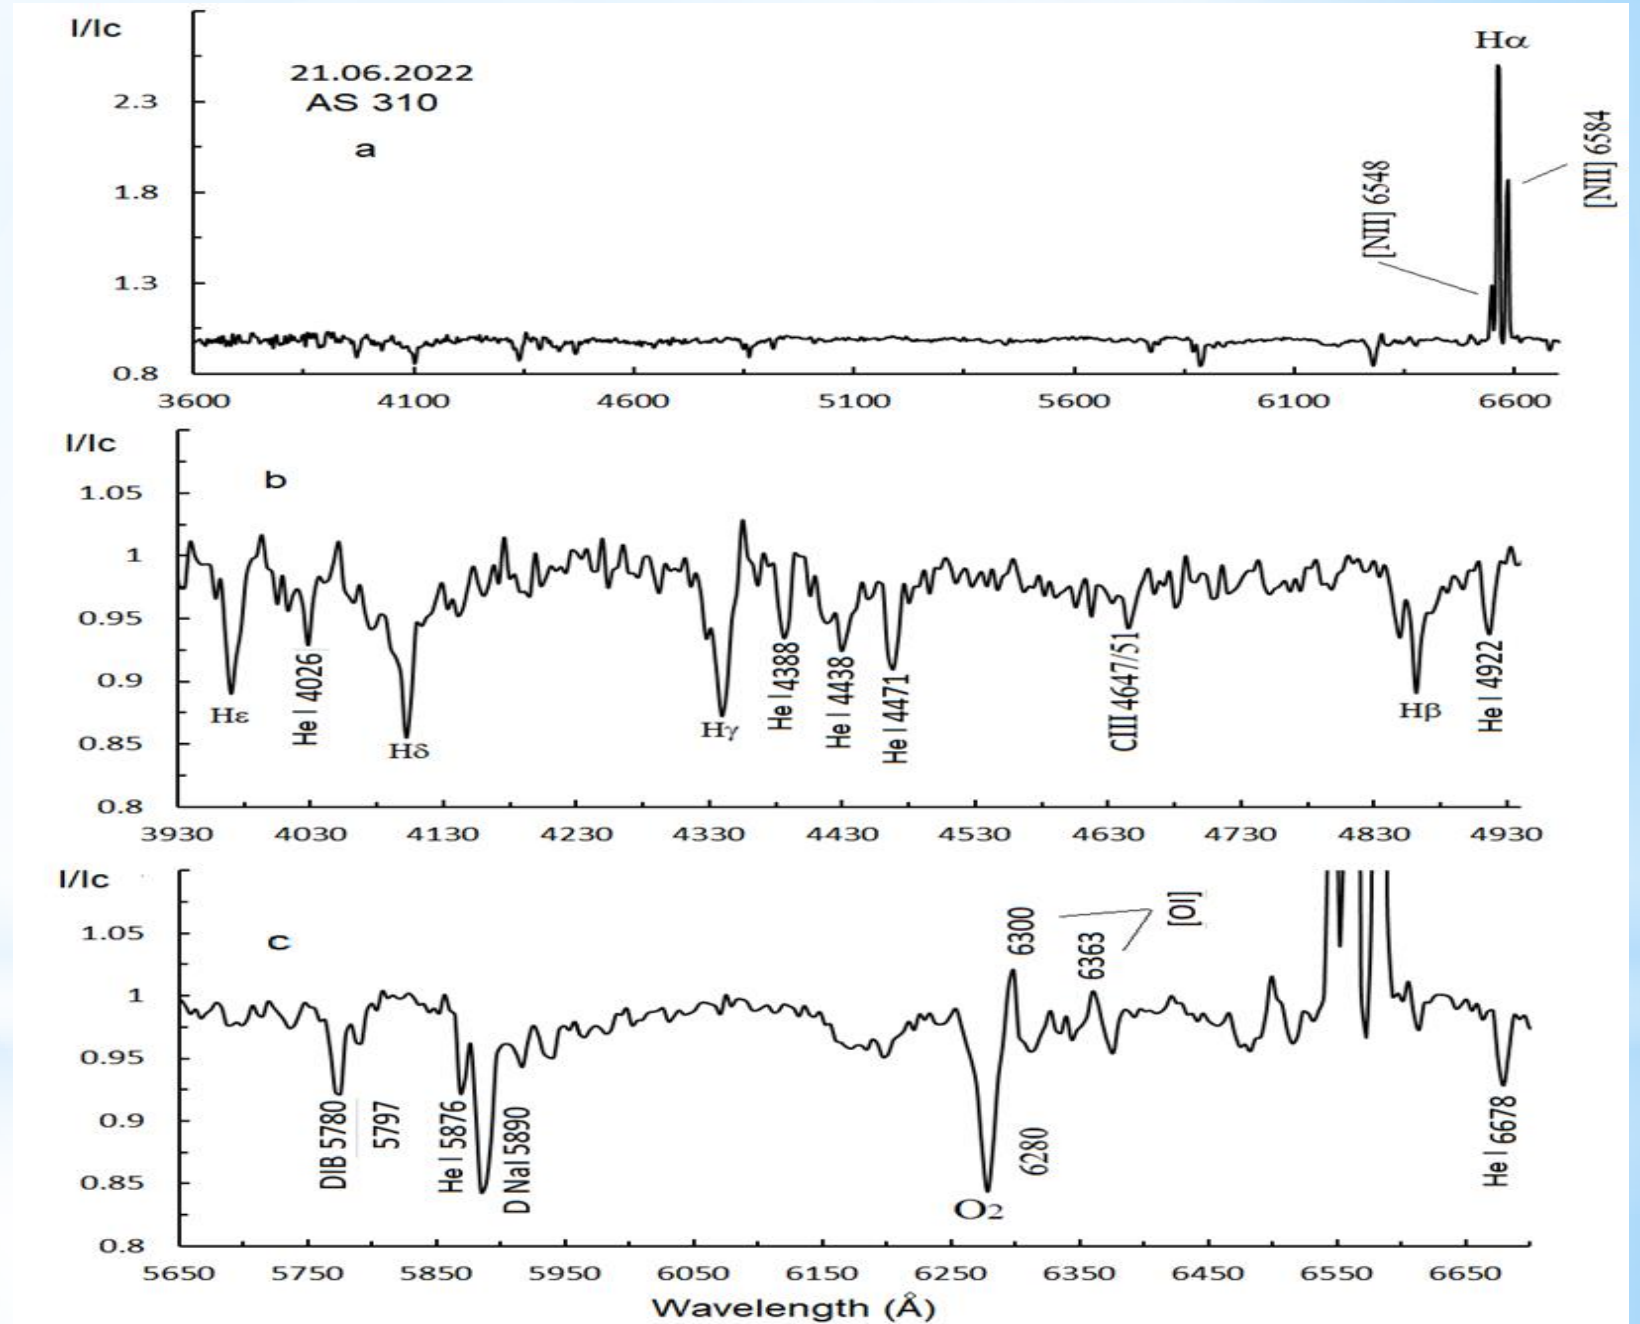 I/Ic
Hα
21.06.2022
AS 310
a
[NII] 6548
[NII] 6584
2.3
1.8
1.3
0.8
3600 4100 4600 5100 5600 6100 6600
I/Ic
b
1.05
1
0.95
0.9
0.85
0.8
Hε
He I 4026
Hδ
Hγ
He I 4388
He I 4438
He I 4471
CIII 4647/51
Hβ
He I 4922
3930 4030 4130 4230 4330 4430 4530 4630 4730 4830 4930
I/Ic
c
1.05
1
0.95
0.9
0.85
0.8
DIB 5780
5797
He I 5876
D NaI 5890
6300
6363
[OI]
6280
O2
He I 6678
5650 5750 5850 5950 6050 6150 6250 6350 6450 6550 6650
Wavelength (Å)